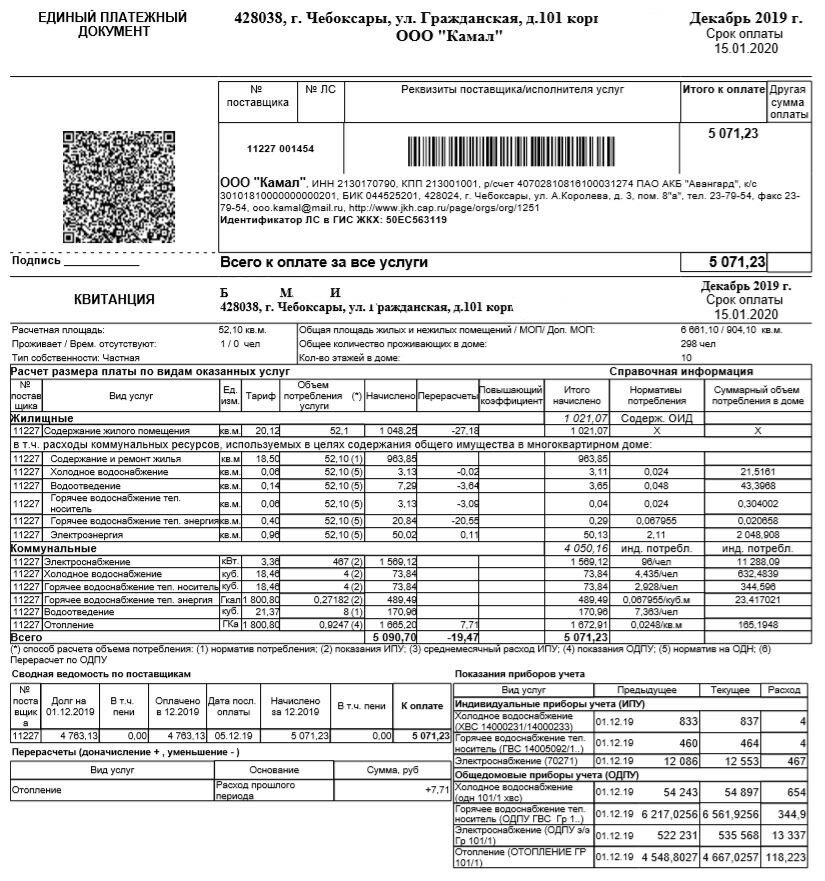 ЕДИНЫЙ ПЛАТЕЖНЫЙ ДОКУМЕНТ
428038, г. Чебоксары, ул. Гражданская, д.101
ООО "Камал"
Декабрь 2019 г.
Срок оплаты
15.01.2020
№ поставщика № ЛС Реквизиты поставщика/исполнителя услуг Итого к оплате Другая сумма оплаты
11227 001454 5 071,23
ООО "Камал", ИНН 2130170790, КПП 213001001, р/счет 40702810816100031274 ПАО АКБ "Авангард", к/с
30101810000000000201, БИК 044525201, 428024, г. Чебоксары, ул. А.Королева, д. 3, пом. 8"а", тел. 23-79-54, факс 23-
79-54, ooo.kamal@mail.ru, http://www.jkh.cap.ru/page/orgs/org/1251
Идентификатор ЛС в ГИС ЖКХ: 50ЕС563119
Подпись
Всего к оплате за все услуги 5 071,23
КВИТАНЦИЯ
Б М И
428038, г. Чебоксары, ул. Гражданская, д.101
Декабрь 2019 г.
Срок оплаты
15.01.2020
Расчетная площадь: 52,10 кв.м. Общая площадь жилых и нежилых помещений / МОП/ Доп. МОП: 6 661,10 / 904,10 кв.м.
Проживает / Врем. отсутствуют: 1 / 0 чел Общее количество проживающих в доме: 298 чел
Тип собственности: Частная Кол-во этажей в доме: 10
Расчет размера платы по видам оказанных услуг Справочная информация
№ постав щика Вид услуг Ед. изм. Тариф Объем потребления услуги (*) Начислено Перерасчеты Повышающий коэффициент Итого начислено Нормативы потребления Суммарный объем потребления в доме
Жилищные 1 021,07 Содерж. ОИД
11227 Содержание жилого помещения кв.м. 20,12 52,1 1 048,25 -27,18 1 021,07 X X
в т.ч. расходы коммунальных ресурсов, используемых в целях содержания общего имущества в многоквартирном доме:
11227 Содержание и ремонт жилья кв.м 18,50 52,10 (1) 963,85 963,85
11227 Холодное водоснабжение кв.м. 0,06 52,10 (5) 3,13 -0,02 3,11 0,024 21,5161
11227 Водоотведение кв.м. 0,14 52,10 (5) 7,29 -3,64 3,65 0,048 43,3968
11227 Горячее водоснабжение теп. носитель кв.м. 0,06 52,10 (5) 3,13 -3,09 0,04 0,024 0,304002
11227 Горячее водоснабжение теп. энергия кв.м. 0,40 52,10 (5) 20,84 -20,55 0,29 0,067955 0,020658
11227 Электроэнергия кв.м. 0,96 52,10 (5) 50,02 0,11 50,13 2,11 2 048,908
Коммунальные 4 050,16 инд. потребл. инд. потребл.
11227 Электроснабжение кВт. 3,36 467 (2) 1 569,12 1 569,12 96/чел 11 288,09
11227 Холодное водоснабжение куб. 18,46 4 (2) 73,84 73,84 4,435/чел 632,4839
11227 Горячее водоснабжение теп. носитель куб. 18,46 4 (2) 73,84 73,84 2,928/чел 344,596
11227 Горячее водоснабжение теп. энергия Гкал 1 800,80 0,27182 (2) 489,49 489,49 0,067955/куб.м 23,417021
11227 Водоотведение куб. 21,37 8 (1) 170,96 170,96 7,363/чел
11227 Отопление ГКа 1 800,80 0,9247 (4) 1 665,20 7,71 1 672,91 0,0248/кв.м 165,1948
Всего 5 090,70 -19,47 5 071,23
(*) способ расчета объема потребления: (1) норматив потребления; (2) показания ИПУ; (3) среднемесячный расход ИПУ; (4) показания ОДПУ; (5) норматив на ОДН; (6)
Перерасчет по ОДПУ
Сводная ведомость по поставщикам
№ поста вщик а Долг на 01.12.2019 В т.ч. пени Оплачено в 12.2019 Дата посл. оплаты Начислено за 12.2019 В т.ч. пени К оплате
11227 4 763,13 0,00 4 763,13 05.12.19 5 071,23 0,00 5 071,23
Перерасчеты (доначисление + , уменьшение - )
Вид услуг Основание Сумма, руб
Отопление Расход прошлого периода +7,71
Показания приборов учета
Вид услуг Предыдущее Текущее Расход
Индивидуальные приборы учета (ИПУ)
Холодное водоснабжение (ХВС 14000231/14000233) 01.12.19 833 837 4
Горячее водоснабжение теп. носитель (ГВС 14005092/1..) 01.12.19 460 464 4
Электроснабжение (70271) 01.12.19 12 086 12 553 467
Общедомовые приборы учета (ОДПУ)
Холодное водоснабжение (одн 101/1 хвс) 01.12.19 54 243 54 897 654
Горячее водоснабжение теп. носитель (ОДПУ ГВС Гр 1..) 01.12.19 6 217,0256 6 561,9256 344,9
Электроснабжение (ОДПУ э/э Гр 101/1) 01.12.19 522 231 535 568 13 337
Отопление (ОТОПЛЕНИЕ ГР 101/1) 01.12.19 4 548,8027 4 667,0257 118,223